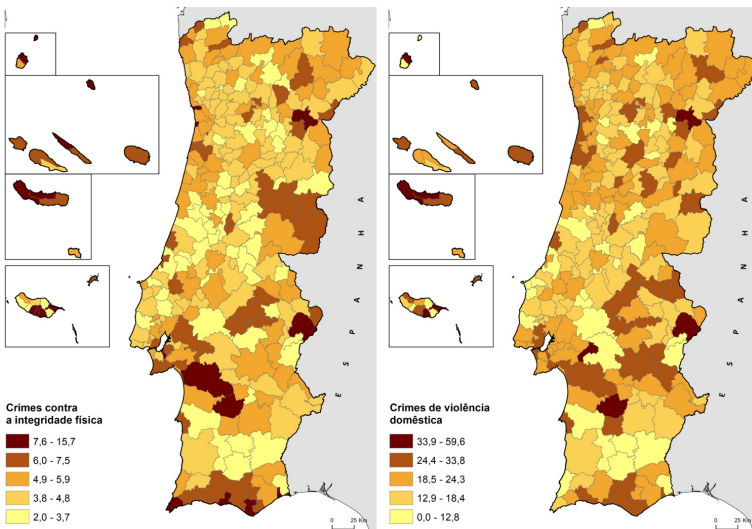 E S P A N H A
Crimes contra
a integridade física
7,6 - 15,7
6,0 - 7,5
4,9 - 5,9
3,8 - 4,8
2,0 - 3,7
0 25 Km
E S P A N H A
Crimes de violência
doméstica
33,9 - 59,6
24,4 - 33,8
18,5 - 24,3
12,9 - 18,4
0,0 - 12,8
0 25 Km